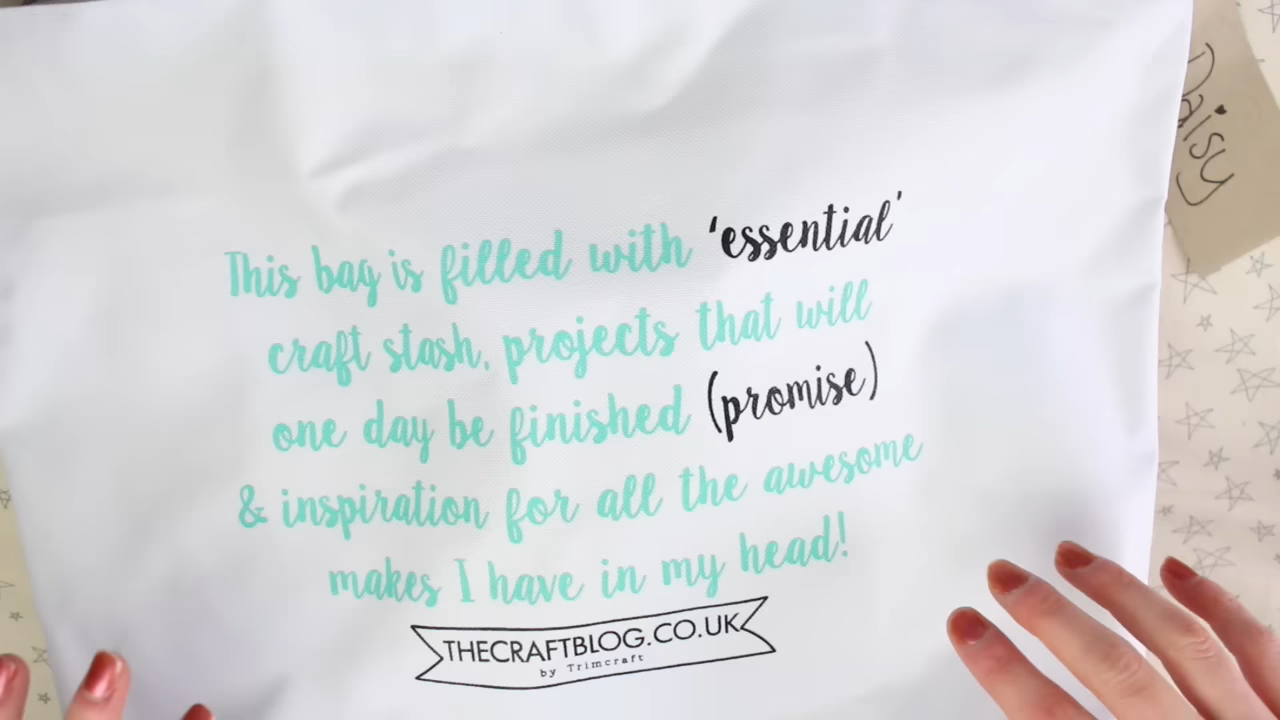 This bag is filled with 'essential'
craft stash, projects that will
one day be finished (promise)
& inspiration for all the awesome
makes I have in my head!
THECRAFTBLOG.CO.UK
by Trimcraft
Daisy